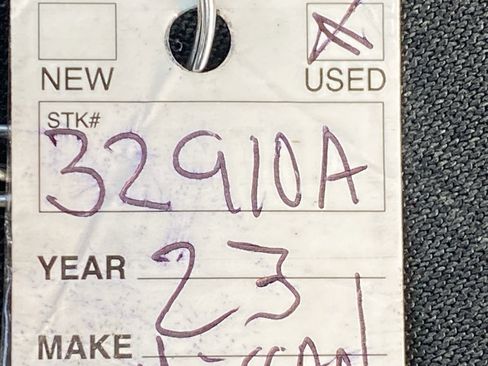 NEW USED
STK#
32910A
YEAR 23
MAKE